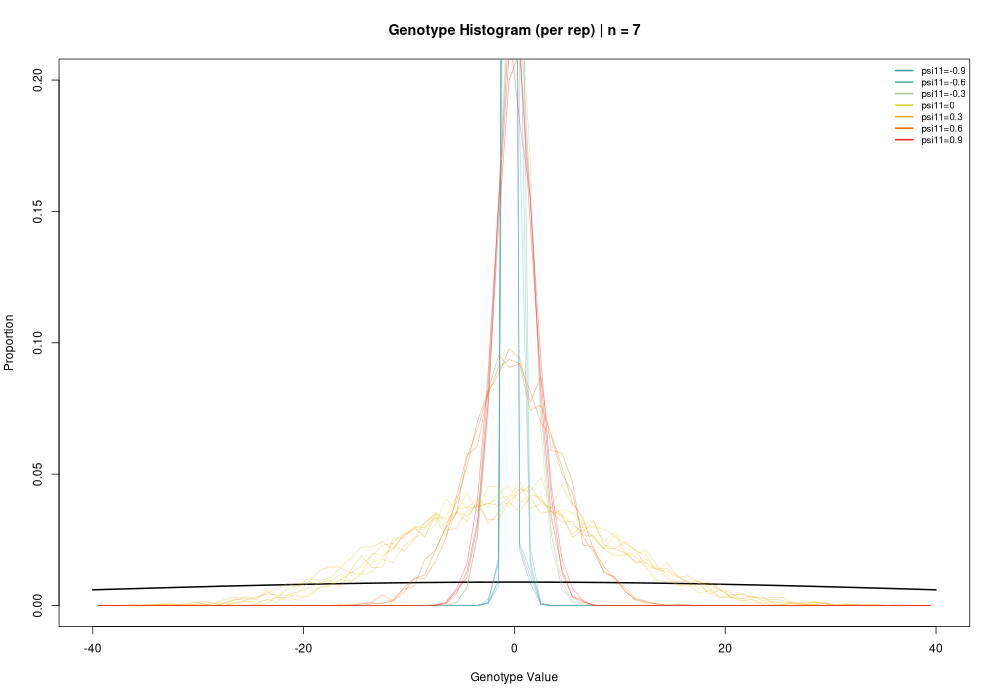 Genotype Histogram (per rep) | n = 7
0.20
0.15
0.10
0.05
0.00
Proportion
psi11=-0.9
psi11=-0.6
psi11=-0.3
psi11=0
psi11=0.3
psi11=0.6
psi11=0.9
-40
-20
0
20
40
Genotype Value